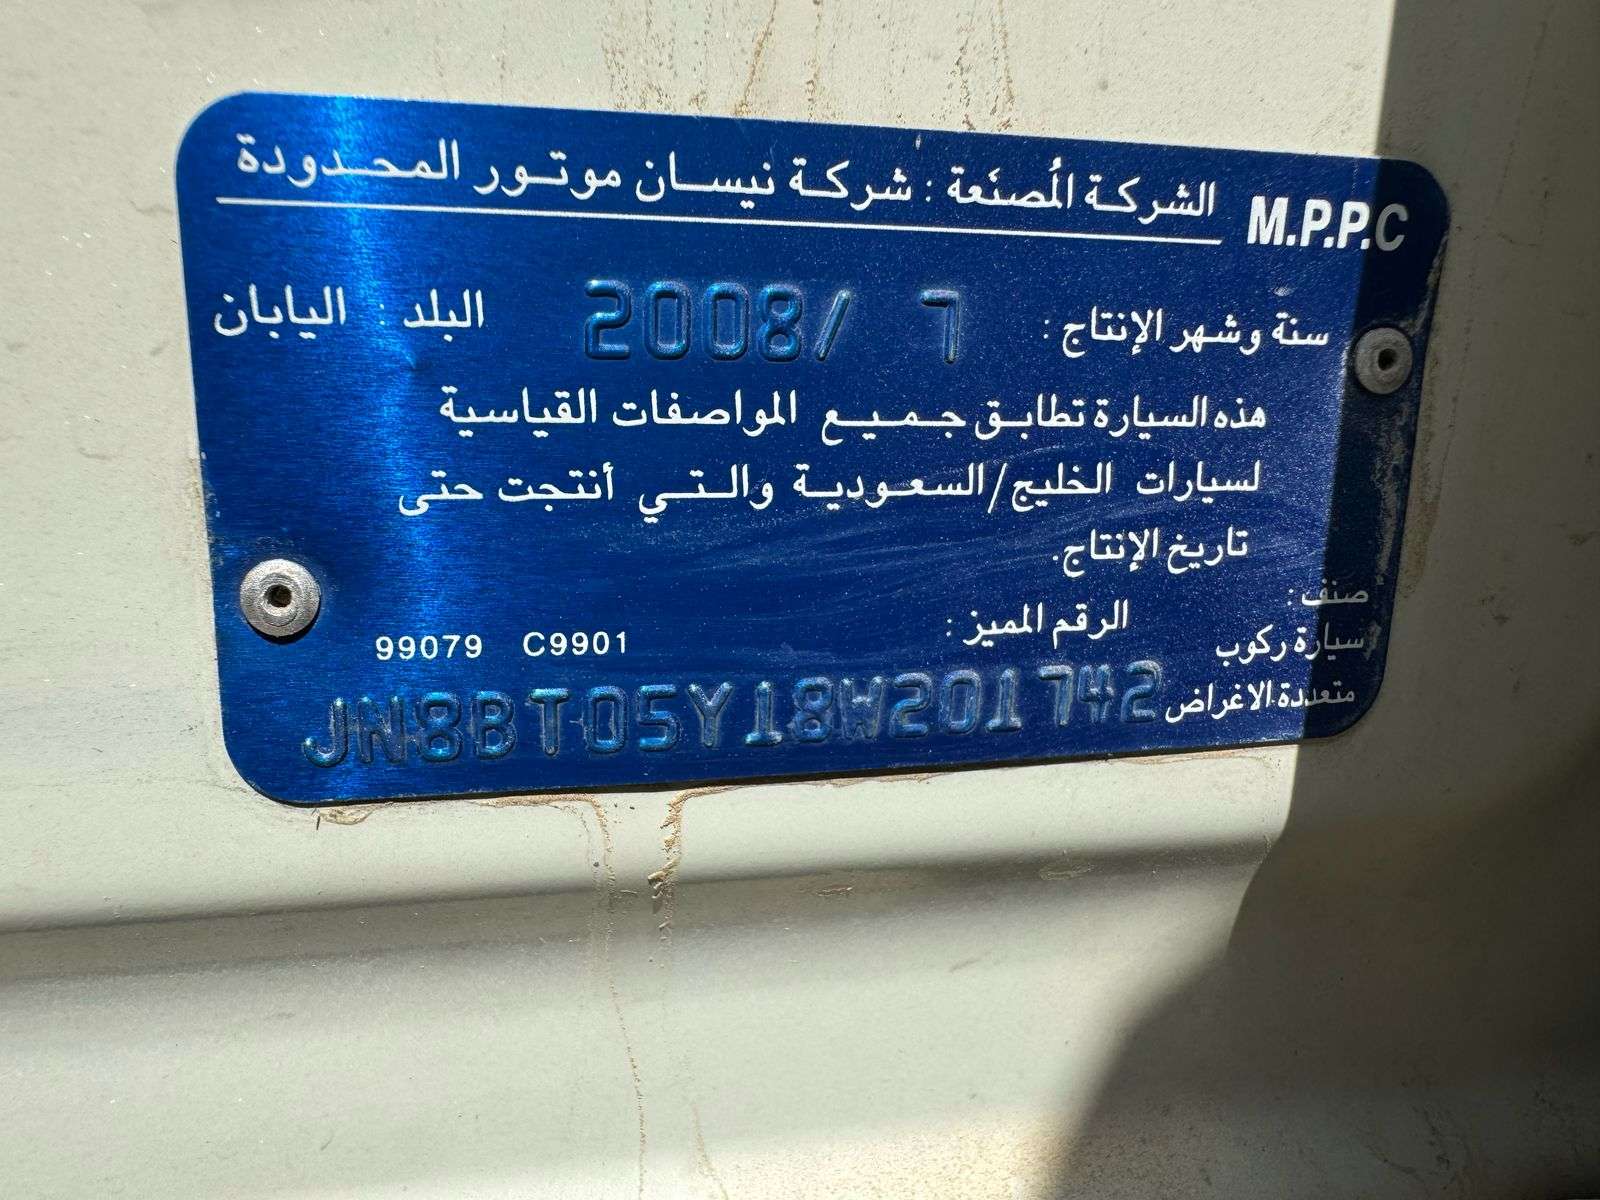 M.P.P.C
الشركة المُصنَعة : شركة نيسان موتور المحدودة
سنة وشهر الإنتاج : 2008/ 7 البلد : اليابان
هذه السيارة تطابق جميع المواصفات القياسية
لسيارات الخليج/السعودية والتي أنتجت حتى
تاريخ الإنتاج.
صنف :
سيارة ركوب
متعددة الاغراض
الرقم المميز :
99079 C9901
JN8BT05Y18W201742